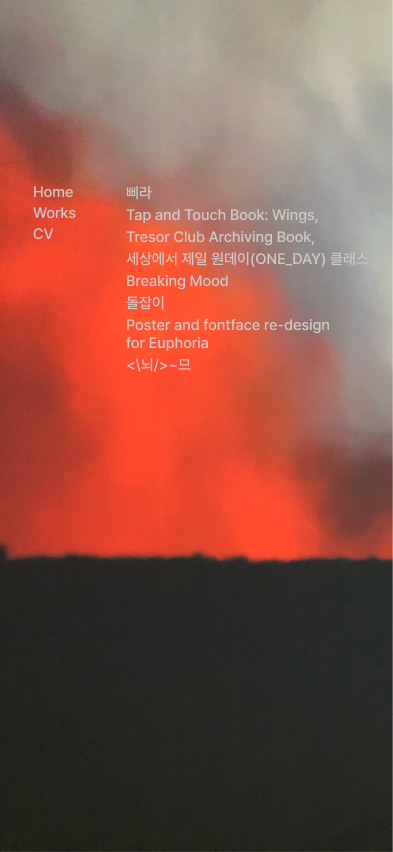 Home
Works
CV
삐라
Tap and Touch Book: Wings,
Tresor Club Archiving Book,
세상에서 제일 원데이(ONE_DAY) 클래스
Breaking Mood
돌잡이
Poster and fontface re-design
for Euphoria
<\뇌/>~므